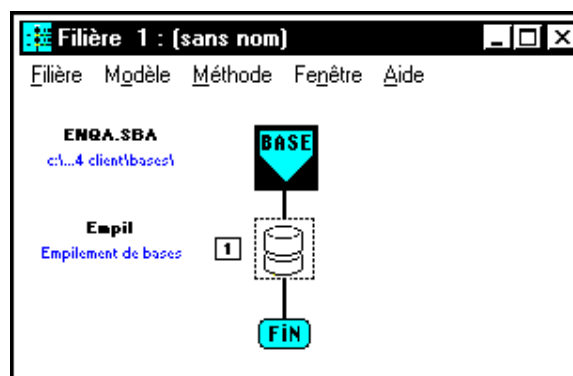 Filière 1 : (sans nom)
Filière Modèle Méthode Fenêtre Aide
ENQA.SBA
c:\...4 client\bases\
BASE
Empil
Empilement de bases
1
FiN